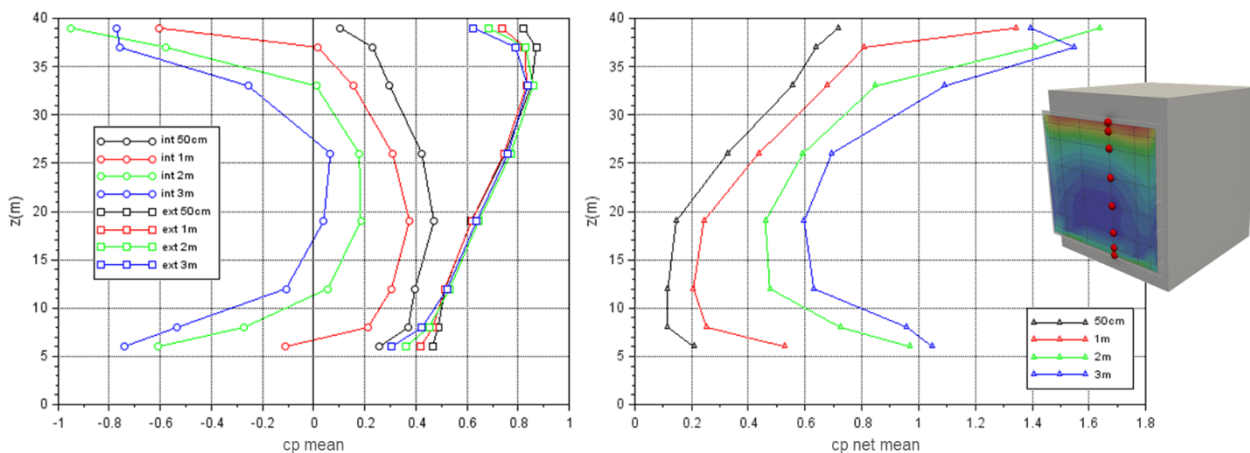 40
35
30
25
20
15
10
5
0
z(m)
int 50cm
int 1m
int 2m
int 3m
ext 50cm
ext 1m
ext 2m
ext 3m
-1 -0.8 -0.6 -0.4 -0.2 0 0.2 0.4 0.6 0.8 1
cp mean
40
35
30
25
20
15
10
5
0
z(m)
50cm
1m
2m
3m
0 0.2 0.4 0.6 0.8 1 1.2 1.4 1.6 1.8
cp net mean